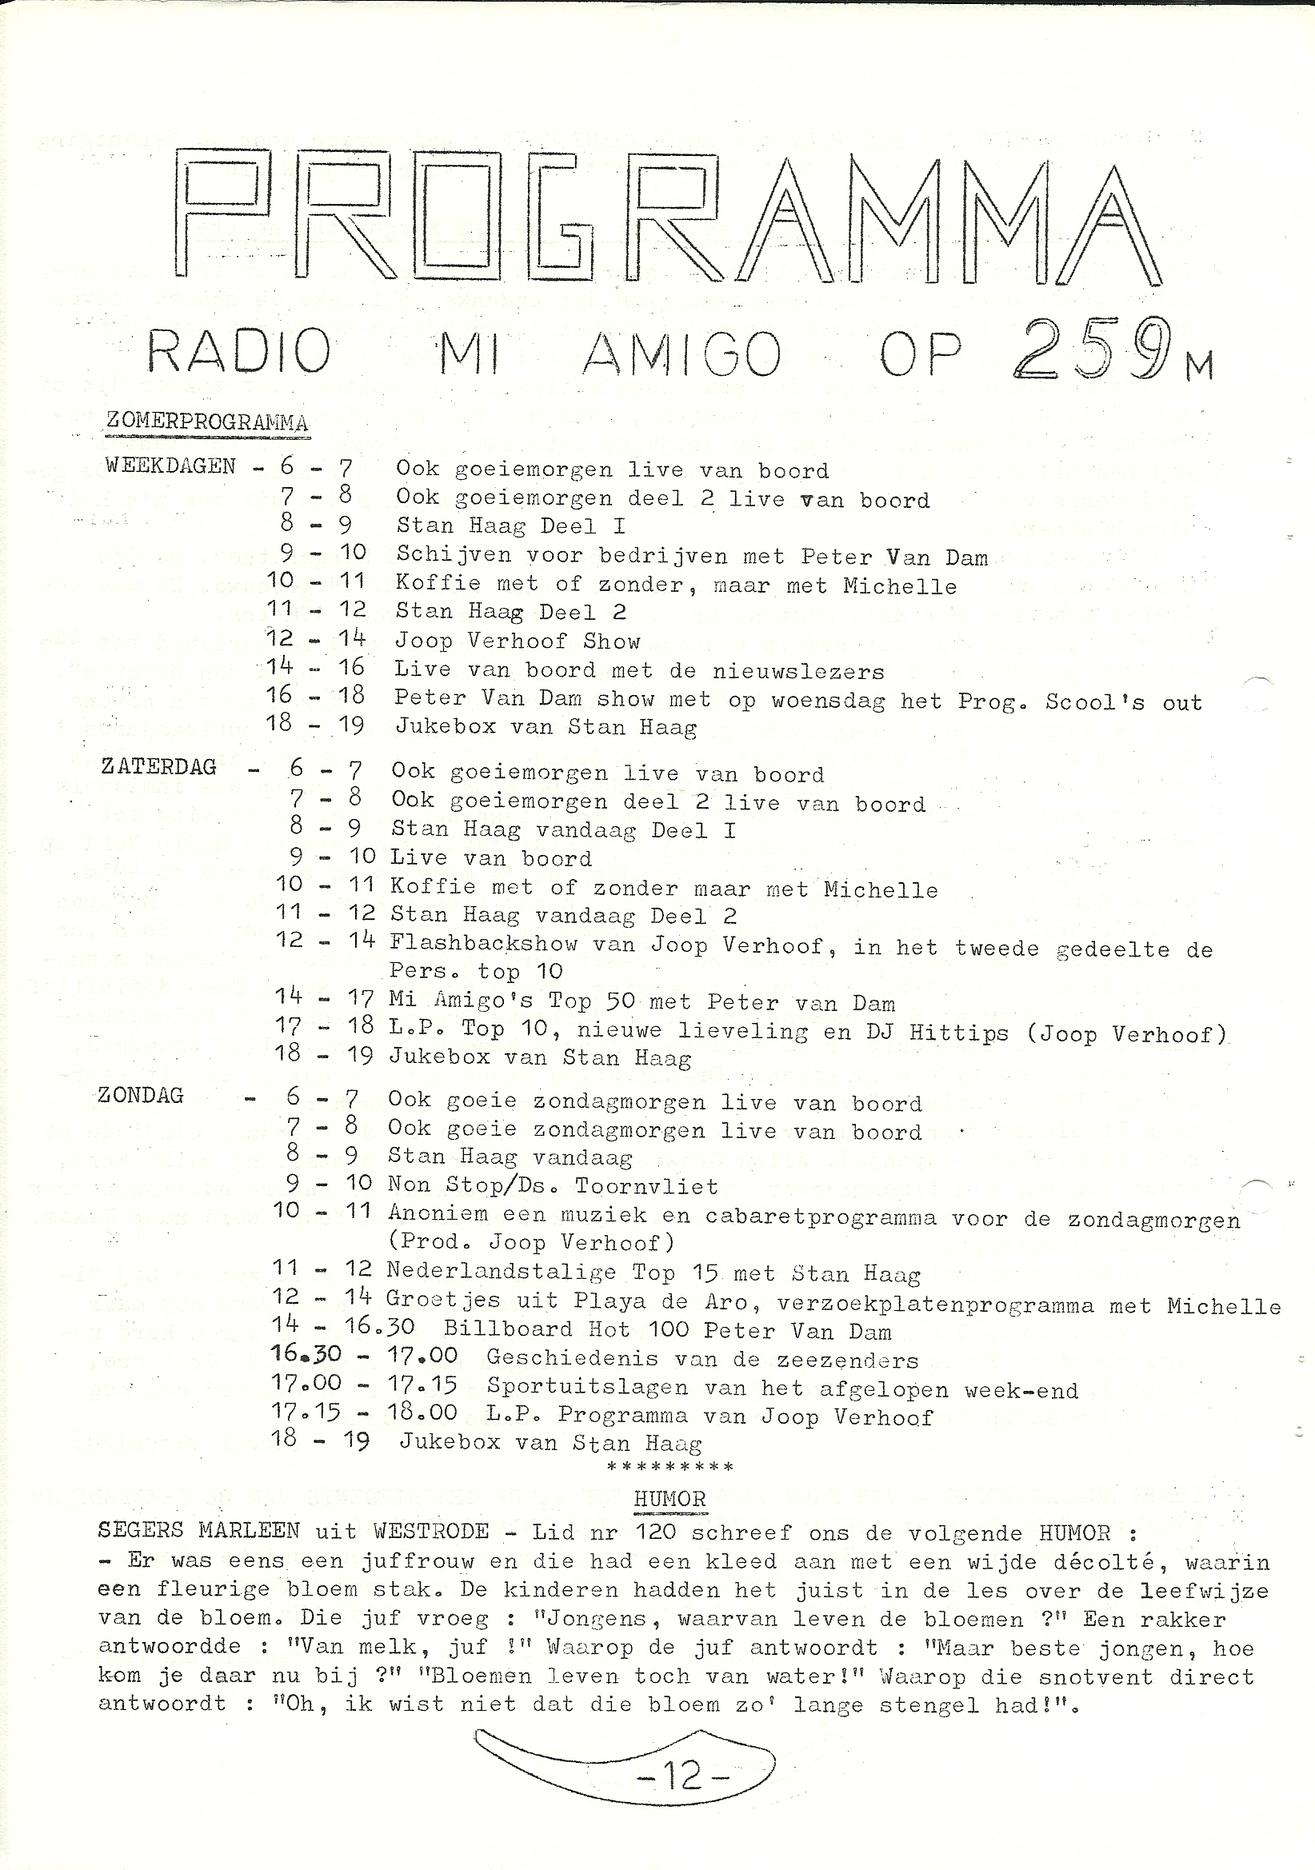 PROGRAMMA
RADIO MI AMIGO OP 259 M
ZOMERPROGRAMMA
WEEKDAGEN - 6 - 7 Ook goeiemorgen live van boord
7 - 8 Ook goeiemorgen deel 2 live van boord
8 - 9 Stan Haag Deel I
9 - 10 Schijven voor bedrijven met Peter Van Dam
10 - 11 Koffie met of zonder, maar met Michelle
11 - 12 Stan Haag Deel 2
12 - 14 Joop Verhoof Show
14 - 16 Live van boord met de nieuwslezers
16 - 18 Peter Van Dam show met op woensdag het Prog. Scool's out
18 - 19 Jukebox van Stan Haag
ZATERDAG - 6 - 7 Ook goeiemorgen live van boord
7 - 8 Ook goeiemorgen deel 2 live van boord
8 - 9 Stan Haag vandaag Deel I
9 - 10 Live van boord
10 - 11 Koffie met of zonder maar met Michelle
11 - 12 Stan Haag vandaag Deel 2
12 - 14 Flashbackshow van Joop Verhoof, in het tweede gedeelte de
Pers. top 10
14 - 17 Mi Amigo's Top 50 met Peter van Dam
17 - 18 L.P. Top 10, nieuwe lieveling en DJ Hittips (Joop Verhoof)
18 - 19 Jukebox van Stan Haag
ZONDAG - 6 - 7 Ook goeie zondagmorgen live van boord
7 - 8 Ook goeie zondagmorgen live van boord
8 - 9 Stan Haag vandaag
9 - 10 Non Stop/Ds. Toornvliet
10 - 11 Anoniem een muziek en cabaretprogramma voor de zondagmorgen
(Prod. Joop Verhoof)
11 - 12 Nederlandstalige Top 15 met Stan Haag
12 - 14 Groetjes uit Playa de Aro, verzoekplatenprogramma met Michelle
14 - 16.30 Billboard Hot 100 Peter Van Dam
16.30 - 17.00 Geschiedenis van de zeezenders
17.00 - 17.15 Sportuitslagen van het afgelopen week-end
17.15 - 18.00 L.P. Programma van Joop Verhoof
18 - 19 Jukebox van Stan Haag
*********
HUMOR
SEGERS MARLEEN uit WESTRODE - Lid nr 120 schreef ons de volgende HUMOR :
- Er was eens een juffrouw en die had een kleed aan met een wijde décolté, waarin
een fleurige bloem stak. De kinderen hadden het juist in de les over de leefwijze
van de bloem. Die juf vroeg : "Jongens, waarvan leven de bloemen ?" Een rakker
antwoordde : "Van melk, juf !" Waarop de juf antwoordt : "Maar beste jongen, hoe
kom je daar nu bij ?" "Bloemen leven toch van water!" Waarop die snotvent direct
antwoordt : "Oh, ik wist niet dat die bloem zo' lange stengel had!".
-12-